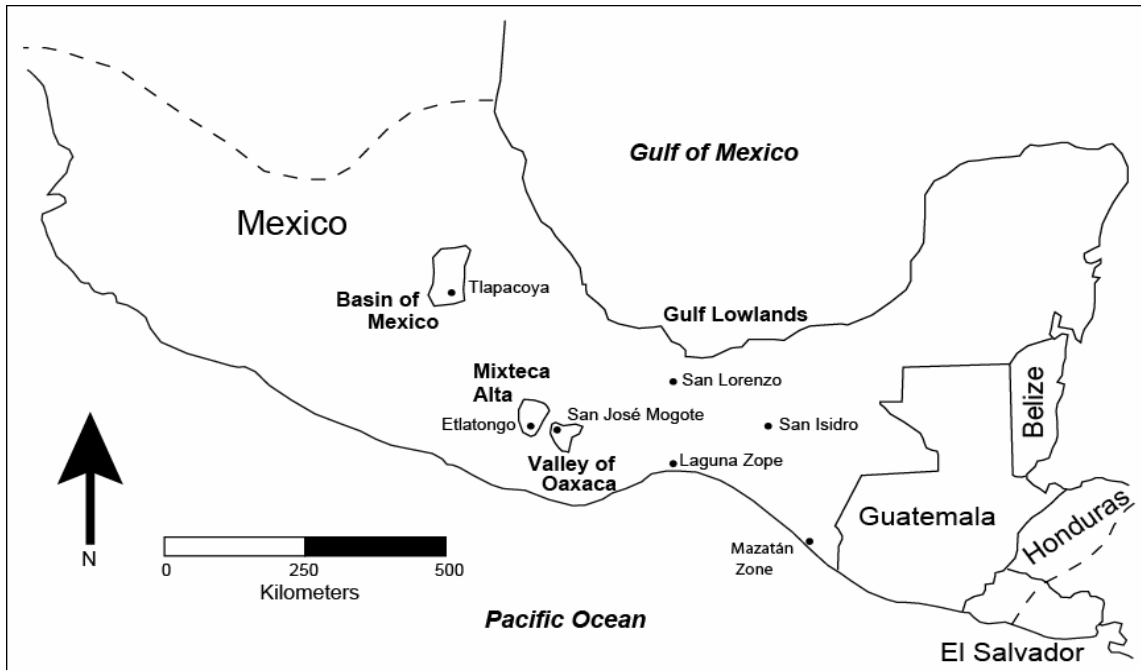 Gulf of Mexico
Mexico
Tlapacoya
Basin of
Mexico
Gulf Lowlands
Mixteca
Alta
San Lorenzo
Belize
San José Mogote
Etlatongo
San Isidro
Valley of
Oaxaca
Laguna Zope
Guatemala
Honduras
N
0
250
500
Kilometers
Mazatán
Zone
Pacific Ocean
El Salvador